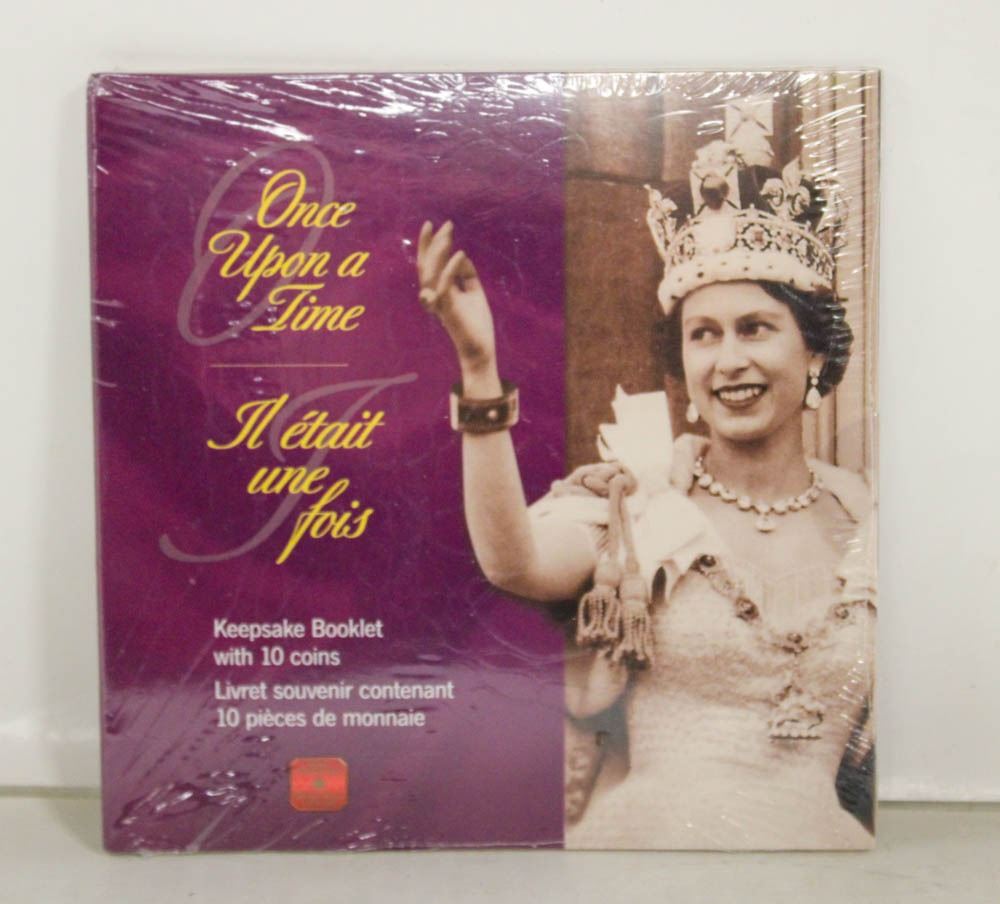 Once
Upon a
Time
Il était
une
fois
Keepsake Booklet
with 10 coins
Livret souvenir contenant
10 pièces de monnaie